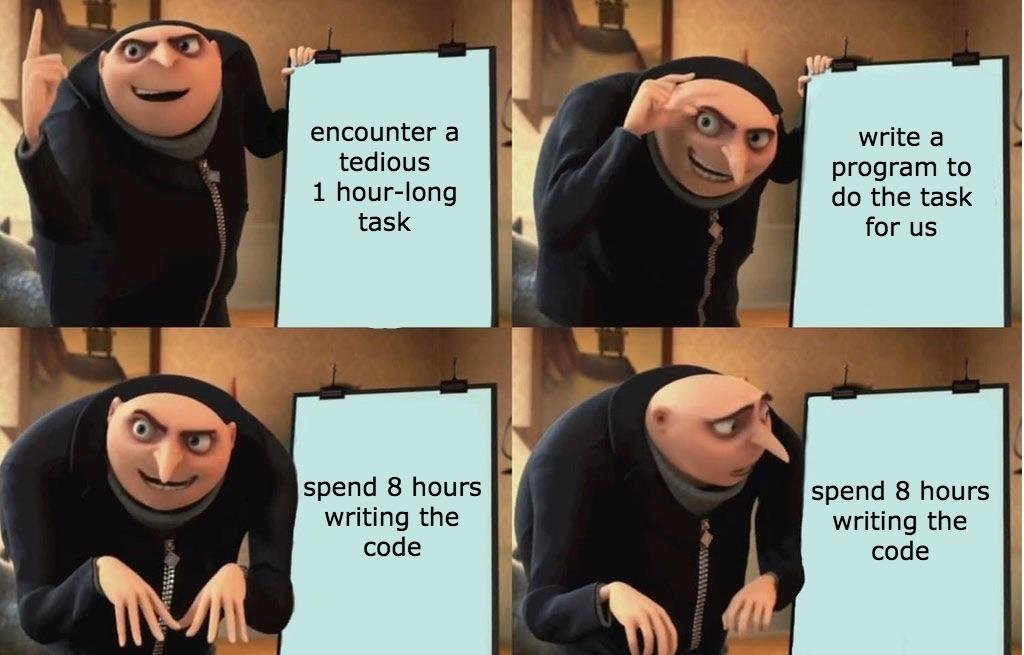 encounter a
tedious
1 hour-long
task
write a
program to
do the task
for us
spend 8 hours
writing the
code
spend 8 hours
writing the
code